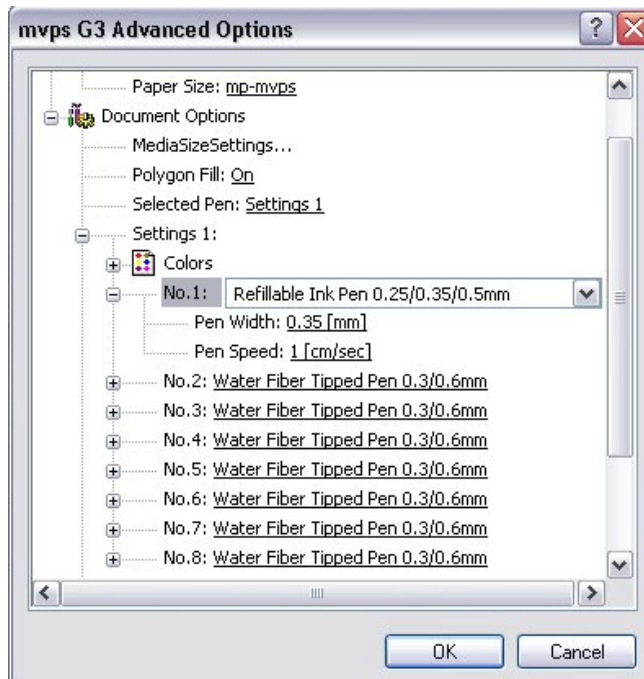 mvps G3 Advanced Options
Paper Size: mp-mvps
Document Options
MediaSizeSettings...
Polygon Fill: On
Selected Pen: Settings 1
Settings 1:
Colors
No.1: Refillable Ink Pen 0.25/0.35/0.5mm
Pen Width: 0.35 [mm]
Pen Speed: 1 [cm/sec]
No.2: Water Fiber Tipped Pen 0.3/0.6mm
No.3: Water Fiber Tipped Pen 0.3/0.6mm
No.4: Water Fiber Tipped Pen 0.3/0.6mm
No.5: Water Fiber Tipped Pen 0.3/0.6mm
No.6: Water Fiber Tipped Pen 0.3/0.6mm
No.7: Water Fiber Tipped Pen 0.3/0.6mm
No.8: Water Fiber Tipped Pen 0.3/0.6mm
OK Cancel